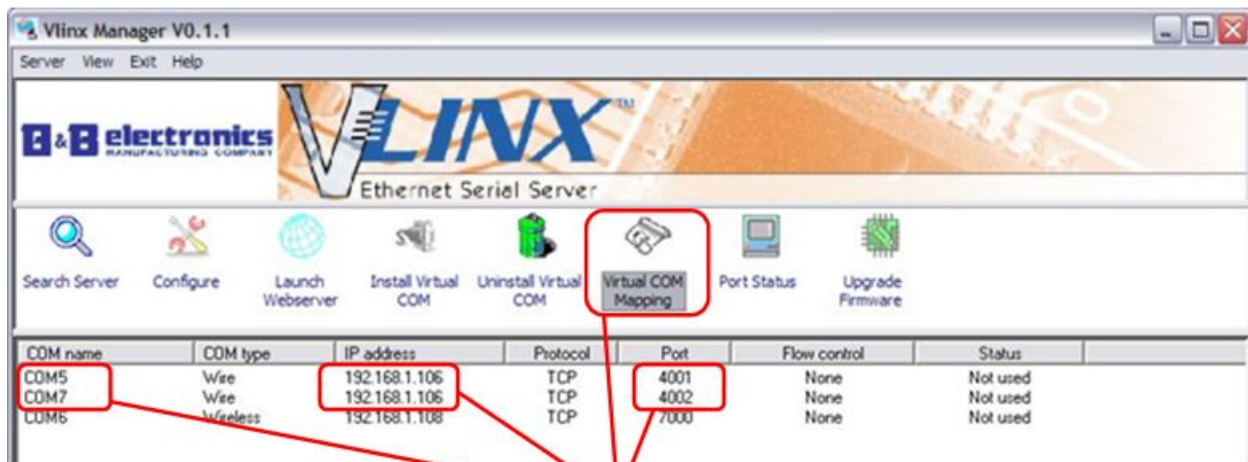 Vlinx Manager V0.1.1
Server View Exit Help
B&B electronics
MANUFACTURING COMPANY
VLINX™
Ethernet Serial Server
Search Server Configure Launch Webserver Install Virtual COM Uninstall Virtual COM Virtual COM Mapping Port Status Upgrade Firmware
COM name COM type IP address Protocol Port Flow control Status
COM5 Wire 192.168.1.106 TCP 4001 None Not used
COM7 Wire 192.168.1.106 TCP 4002 None Not used
COM6 Wireless 192.168.1.108 TCP 7000 None Not used